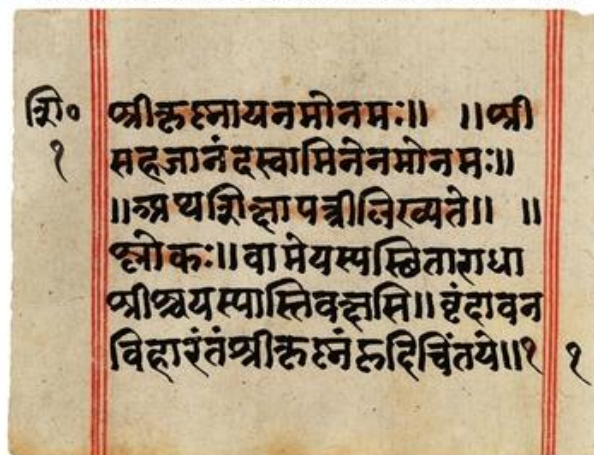 शि० श्रीकृष्नायनमोनमः॥ ॥श्री
१ सहजानंदस्वामिनेनमोनमः॥
॥अथशिक्षापत्रीलिख्यते॥ ॥
श्लोकः॥वामेयस्यस्थिताराधा
श्रीश्चयस्यास्तिवक्षसि॥वृंदावन
विहारंतंश्रीकृष्नंहृदिचिंतये॥१ १